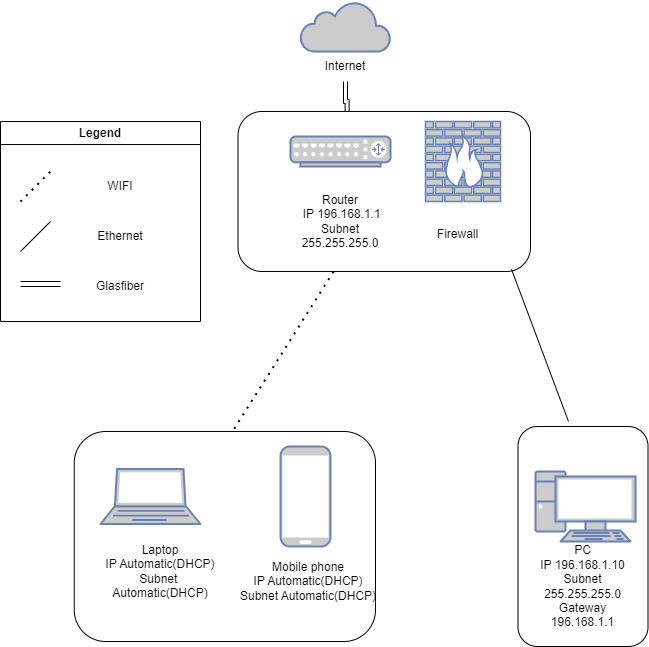 Internet
Legend
WIFI
Ethernet
Glasfiber
Router
IP 196.168.1.1
Subnet
255.255.255.0
Firewall
Laptop
IP Automatic(DHCP)
Subnet
Automatic(DHCP)
Mobile phone
IP Automatic(DHCP)
Subnet Automatic(DHCP)
PC
IP 196.168.1.10
Subnet
255.255.255.0
Gateway
196.168.1.1